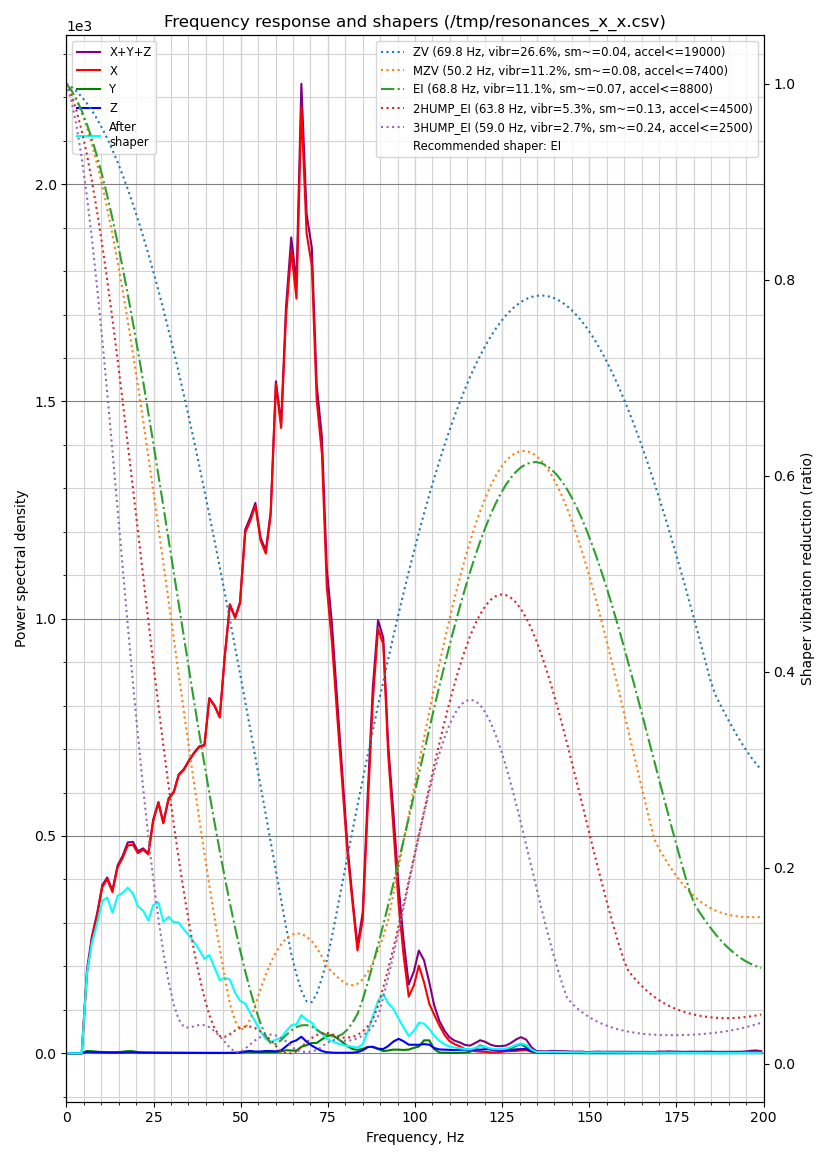 Frequency response and shapers (/tmp/resonances_x_x.csv)
1e3
X+Y+Z
X
Y
Z
After
shaper
ZV (69.8 Hz, vibr=26.6%, sm~=0.04, accel<=19000)
MZV (50.2 Hz, vibr=11.2%, sm~=0.08, accel<=7400)
EI (68.8 Hz, vibr=11.1%, sm~=0.07, accel<=8800)
2HUMP_EI (63.8 Hz, vibr=5.3%, sm~=0.13, accel<=4500)
3HUMP_EI (59.0 Hz, vibr=2.7%, sm~=0.24, accel<=2500)
Recommended shaper: EI
Power spectral density
2.0
1.5
1.0
0.5
0.0
1.0
0.8
0.6
0.4
0.2
0.0
Shaper vibration reduction (ratio)
0
25
50
75
100
125
150
175
200
Frequency, Hz